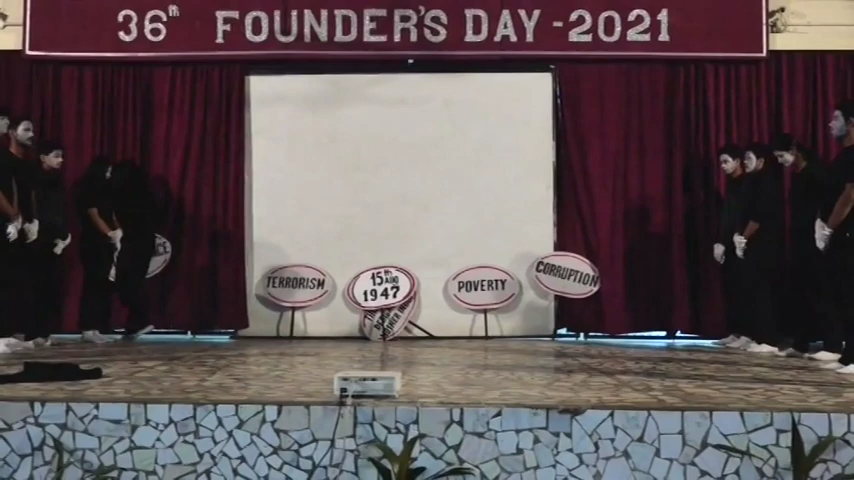 36th FOUNDER'S DAY - 2021
TERRORISM
15th AUG
1947
POVERTY
CORRUPTION